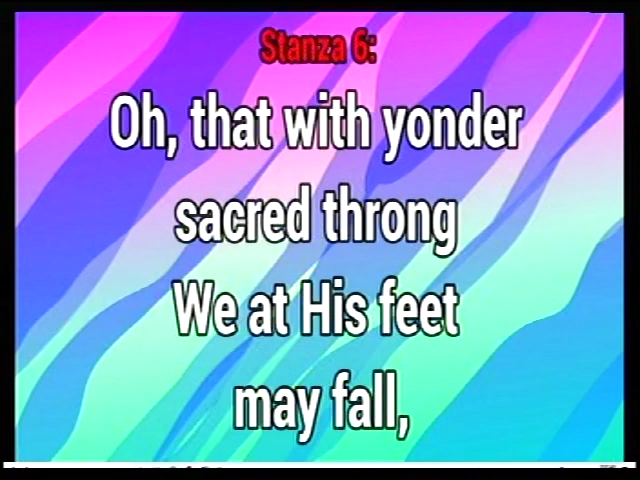 Stanza 6:
Oh, that with yonder
sacred throng
We at His feet
may fall,